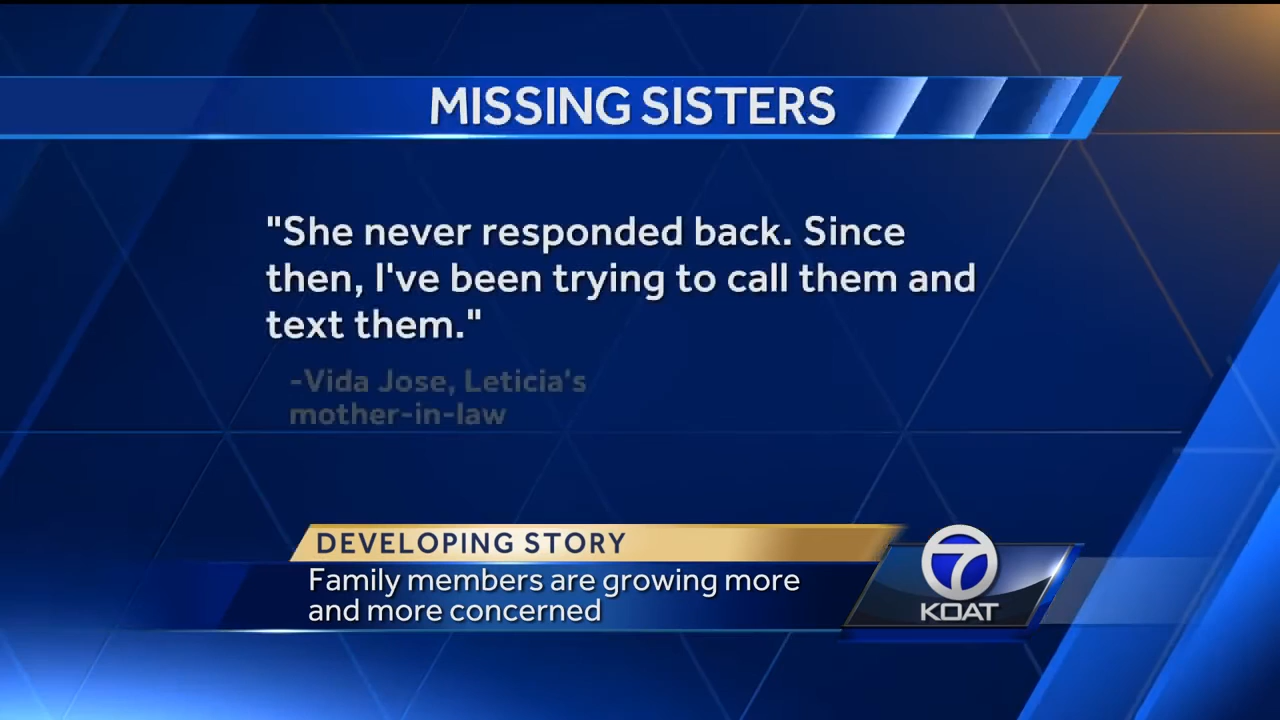 MISSING SISTERS
"She never responded back. Since
then, I've been trying to call them and
text them."
-Vida Jose, Leticia's
mother-in-law
DEVELOPING STORY
Family members are growing more
and more concerned
7
KOAT